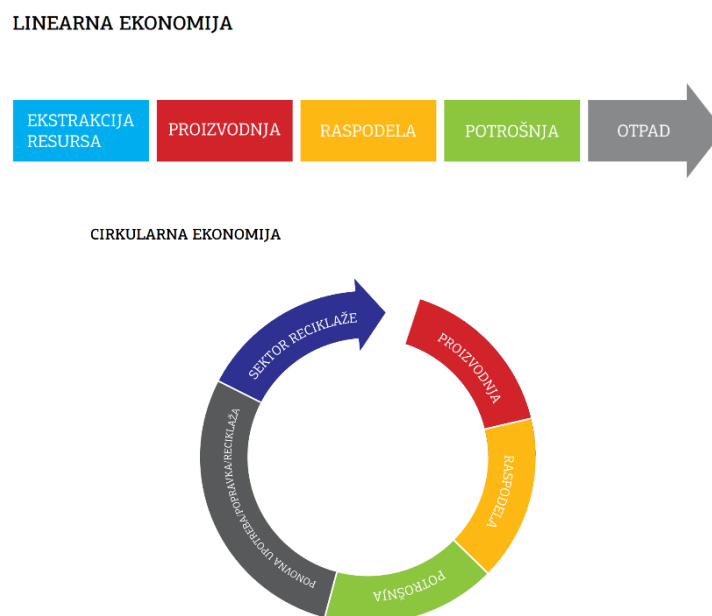 LINEARNA EKONOMIJA
EKSTRAKCIJA
RESURSA
PROIZVODNJA
RASPODELA
POTROŠNJA
OTPAD
CIRKULARNA EKONOMIJA
SEKTOR RECIKLAŽE
PROIZVODNJA
RASPODELA
POTROŠNJA
PONOVNA UPOTREBA/POPRAVKA/RECIKLAŽA